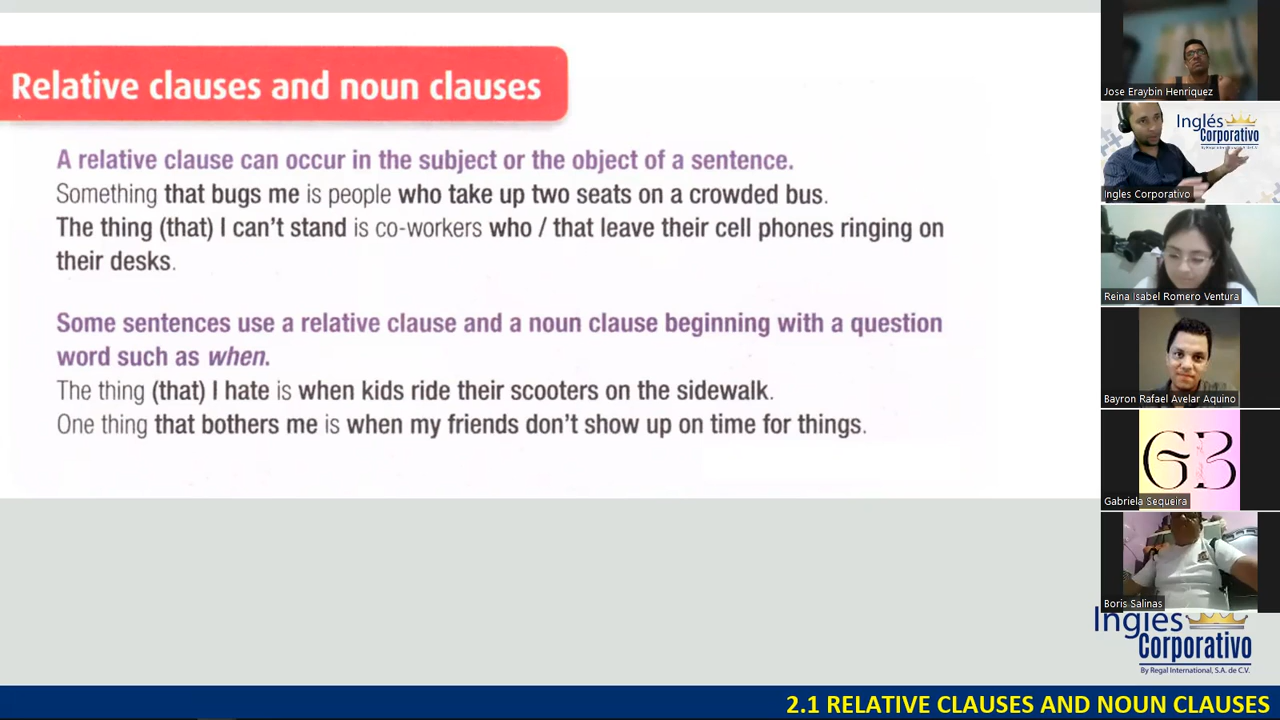 Relative clauses and noun clauses
A relative clause can occur in the subject or the object of a sentence.
Something that bugs me is people who take up two seats on a crowded bus.
The thing (that) I can't stand is co-workers who / that leave their cell phones ringing on
their desks.
Some sentences use a relative clause and a noun clause beginning with a question
word such as when.
The thing (that) I hate is when kids ride their scooters on the sidewalk.
One thing that bothers me is when my friends don't show up on time for things.
Jose Eraybin Henriquez
Inglés
Corporativo
By Regal International, S.A. de C.V.
Ingles Corporativo
Reina Isabel Romero Ventura
Bayron Rafael Avelar Aquino
GB
Gabriela Sequeira
Boris Salinas
Inglés
Corporativo
By Regal International, S.A. de C.V.
2.1 RELATIVE CLAUSES AND NOUN CLAUSES